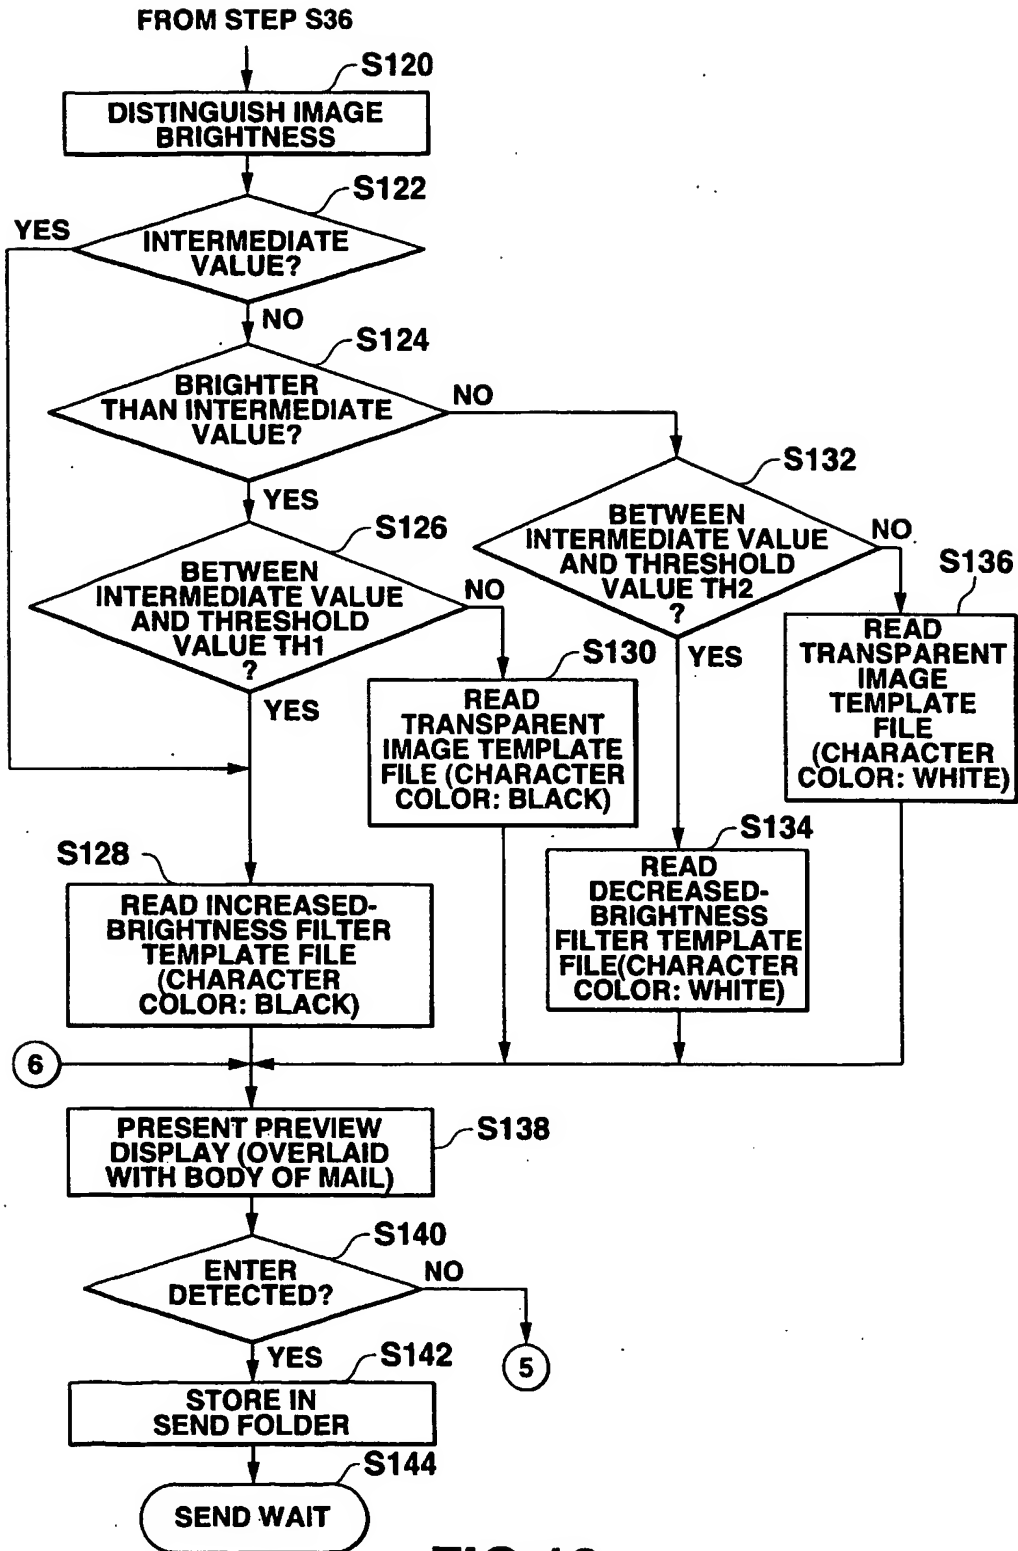 FROM STEP S36
S120
DISTINGUISH IMAGE
BRIGHTNESS
S122
YES
INTERMEDIATE
VALUE?
NO
S124
BRIGHTER
THAN INTERMEDIATE
VALUE?
NO
YES
S132
BETWEEN
INTERMEDIATE VALUE
AND THRESHOLD
VALUE TH2
?
NO
YES
S126
BETWEEN
INTERMEDIATE VALUE
AND THRESHOLD
VALUE TH1
?
NO
YES
S136
READ
TRANSPARENT
IMAGE
TEMPLATE
FILE
(CHARACTER
COLOR: WHITE)
S130
READ
TRANSPARENT
IMAGE TEMPLATE
FILE (CHARACTER
COLOR: BLACK)
S134
READ
DECREASED-
BRIGHTNESS
FILTER TEMPLATE
FILE(CHARACTER
COLOR: WHITE)
S128
READ INCREASED-
BRIGHTNESS FILTER
TEMPLATE FILE
(CHARACTER
COLOR: BLACK)
6
S138
PRESENT PREVIEW
DISPLAY (OVERLAID
WITH BODY OF MAIL)
S140
ENTER
DETECTED?
NO
5
YES
S142
STORE IN
SEND FOLDER
S144
SEND WAIT